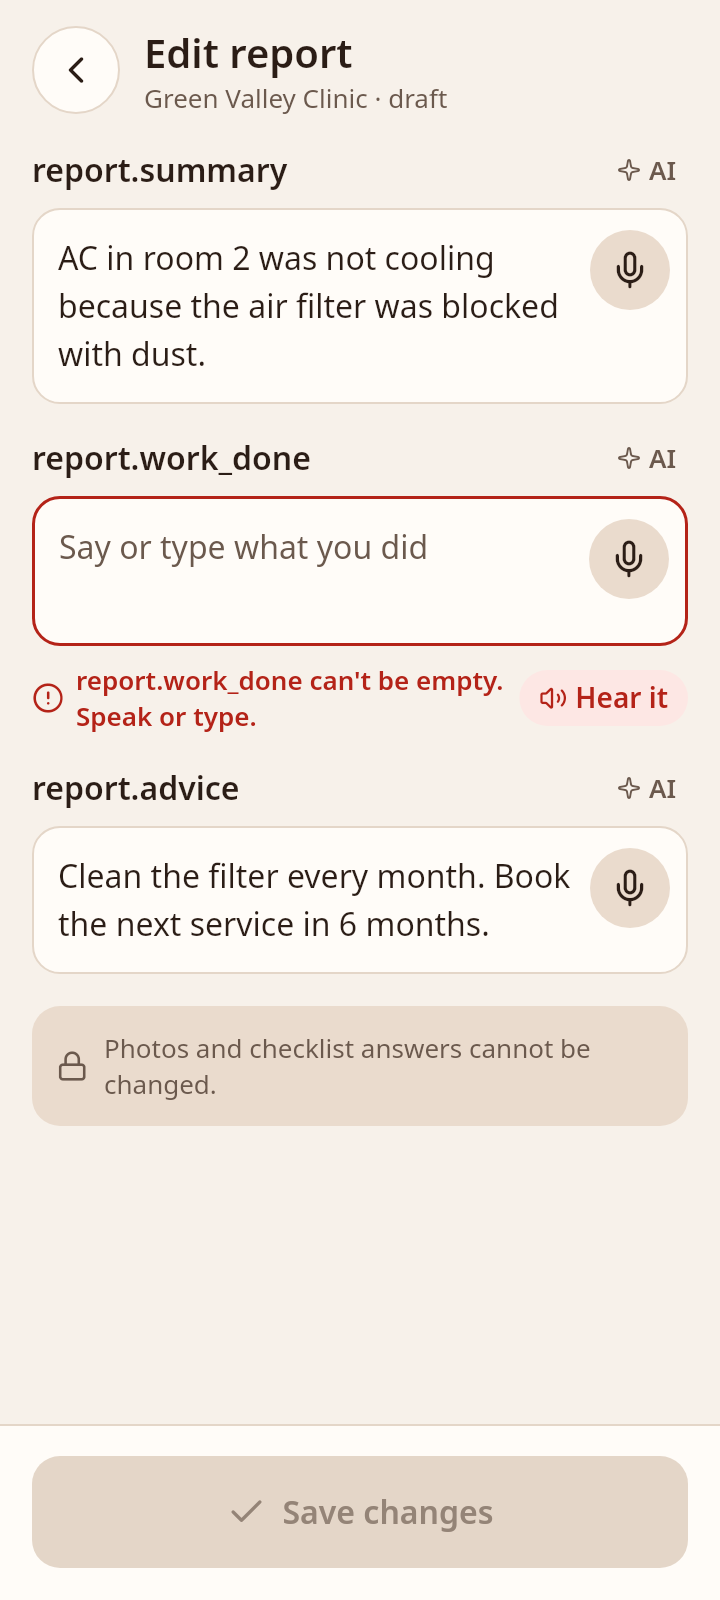 Edit report
Green Valley Clinic · draft
report.summary
AI
AC in room 2 was not cooling
because the air filter was blocked
with dust.
report.work_done
AI
Say or type what you did
report.work_done can't be empty.
Speak or type.
Hear it
report.advice
AI
Clean the filter every month. Book
the next service in 6 months.
Photos and checklist answers cannot be
changed.
Save changes